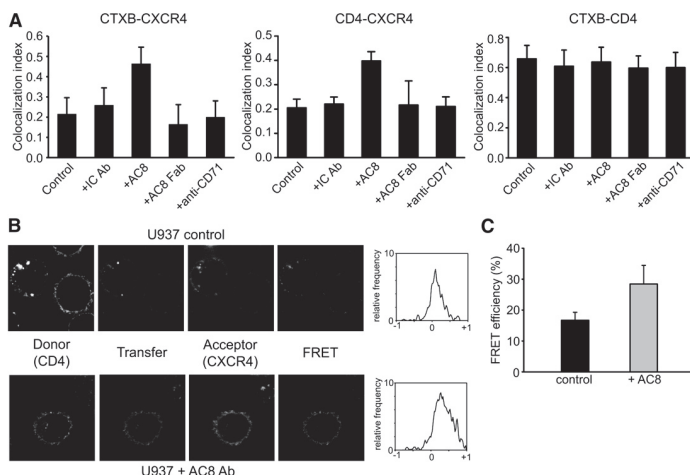 A
CTXB-CXCR4
Colocalization index
0.6
0.5
0.4
0.3
0.2
0.1
0.0
Control
+IC Ab
+AC8
+AC8 Fab
+anti-CD71
CD4-CXCR4
Colocalization index
0.5
0.4
0.3
0.2
0.1
0.0
Control
+IC Ab
+AC8
+AC8 Fab
+anti-CD71
CTXB-CD4
Colocalization index
0.8
0.6
0.4
0.2
0.0
Control
+IC Ab
+AC8
+AC8 Fab
+anti-CD71
B
U937 control
relative frequency
10
0
-1 0 +1
Donor
(CD4)
Transfer
Acceptor
(CXCR4)
FRET
relative frequency
10
0
-1 0 +1
U937 + AC8 Ab
C
FRET efficiency (%)
40
30
20
10
0
control
+ AC8